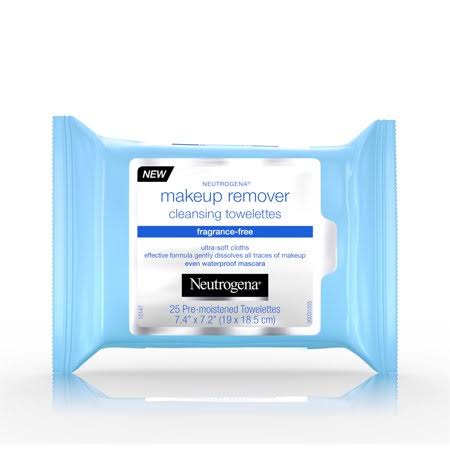 NEW
NEUTROGENA®
makeup remover
cleansing towelettes
fragrance-free
ultra-soft cloths
effective formula gently dissolves all traces of makeup
even waterproof mascara
Neutrogena®
25 Pre-moistened Towelettes
7.4" x 7.2" (19 x 18.5 cm)